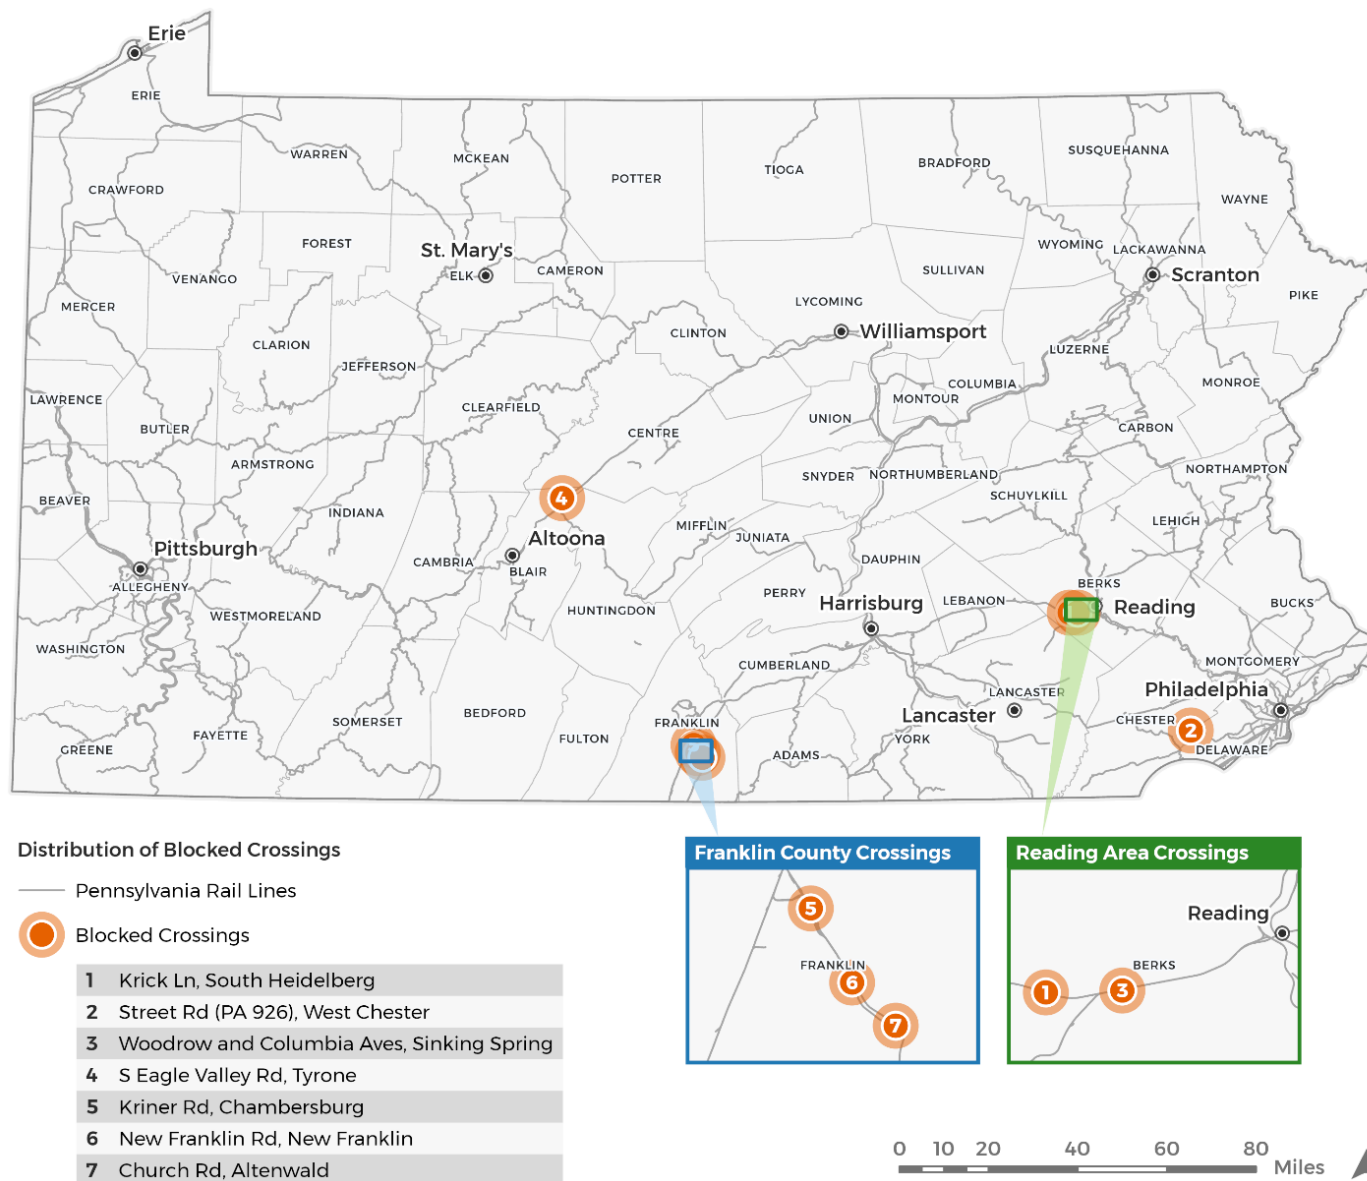 Erie
ERIE
WARREN
MCKEAN
POTTER
TIOGA
BRADFORD
SUSQUEHANNA
CRAWFORD
WAYNE
FOREST
St. Mary's
ELK
CAMERON
VENANGO
SULLIVAN
WYOMING
LACKAWANNA
Scranton
PIKE
MERCER
LYCOMING
Williamsport
CLINTON
CLARION
JEFFERSON
LUZERNE
COLUMBIA
MONTOUR
MONROE
LAWRENCE
CLEARFIELD
UNION
BUTLER
CENTRE
CARBON
ARMSTRONG
SNYDER
NORTHUMBERLAND
NORTHAMPTON
BEAVER
4
SCHUYLKILL
INDIANA
MIFFLIN
LEHIGH
Pittsburgh
Altoona
JUNIATA
CAMBRIA
BLAIR
DAUPHIN
ALLEGHENY
BERKS
PERRY
Harrisburg
LEBANON
Reading
BUCKS
WESTMORELAND
HUNTINGDON
WASHINGTON
CUMBERLAND
MONTGOMERY
LANCASTER
Philadelphia
Lancaster
SOMERSET
BEDFORD
FRANKLIN
CHESTER
2
FAYETTE
FULTON
YORK
GREENE
ADAMS
DELAWARE
Distribution of Blocked Crossings
Pennsylvania Rail Lines
Blocked Crossings
1 Krick Ln, South Heidelberg
2 Street Rd (PA 926), West Chester
3 Woodrow and Columbia Aves, Sinking Spring
4 S Eagle Valley Rd, Tyrone
5 Kriner Rd, Chambersburg
6 New Franklin Rd, New Franklin
7 Church Rd, Altenwald
Franklin County Crossings
5
FRANKLIN
6
7
Reading Area Crossings
Reading
BERKS
1
3
0 10 20 40 60 80
Miles